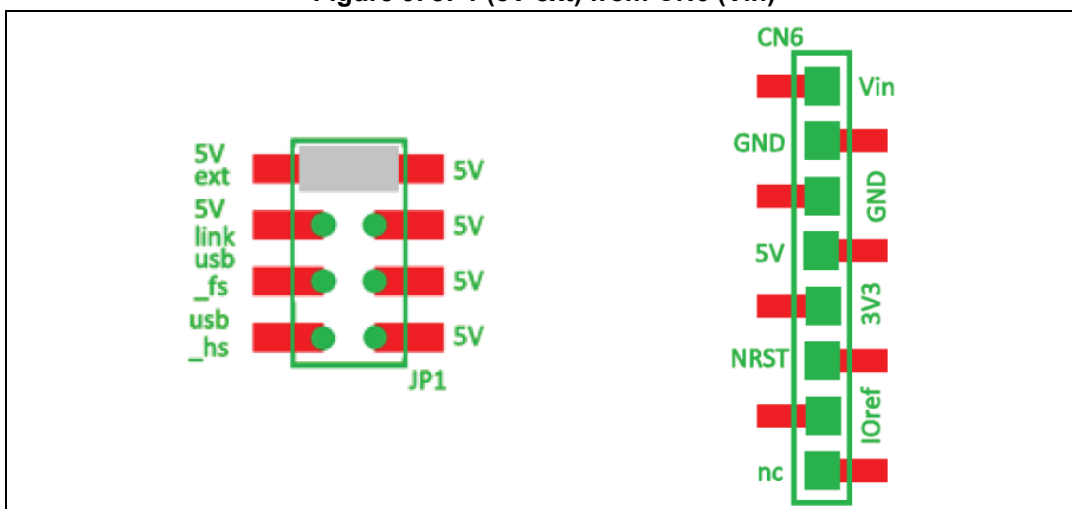 Figure JP1 (5V ext) from CN6 (Vin)
5V
ext
5V
5V
link
5V
usb
_fs
5V
usb
_hs
5V
JP1
CN6
Vin
GND
GND
5V
3V3
NRST
IOref
nc